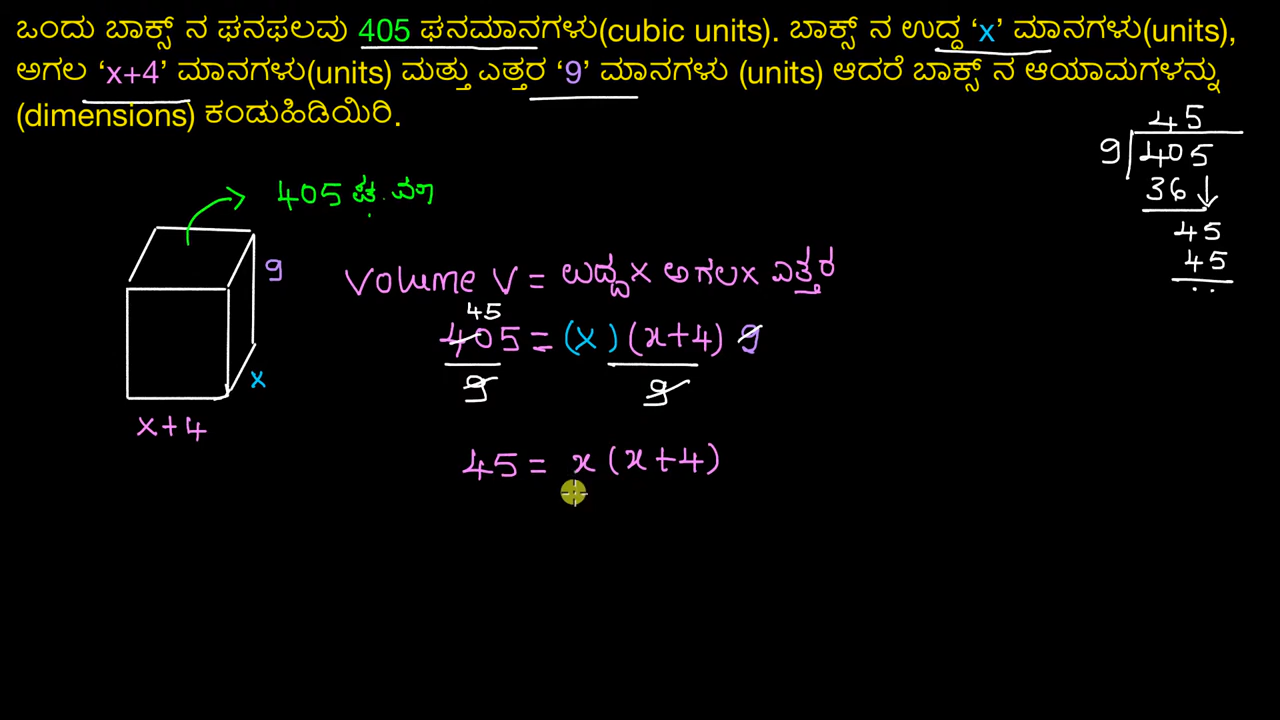 ಒಂದು ಬಾಕ್ಸ್ ನ ಘನಫಲವು 405 ಘನಮಾನಗಳು(cubic units). ಬಾಕ್ಸ್ ನ ಉದ್ದ ‘x’ ಮಾನಗಳು(units),
ಅಗಲ ‘x+4’ ಮಾನಗಳು(units) ಮತ್ತು ಎತ್ತರ ‘9’ ಮಾನಗಳು (units) ಆದರೆ ಬಾಕ್ಸ್ ನ ಆಯಾಮಗಳನ್ನು
(dimensions) ಕಂಡುಹಿಡಿಯಿರಿ.
45
9 405
36
45
45
405 ಘ.ಮಾ
9
x
x+4
Volume V = ಉದ್ದ x ಅಗಲ x ಎತ್ತರ
45
405 = (x) (x+4) 9
9 9
45 = x (x+4)